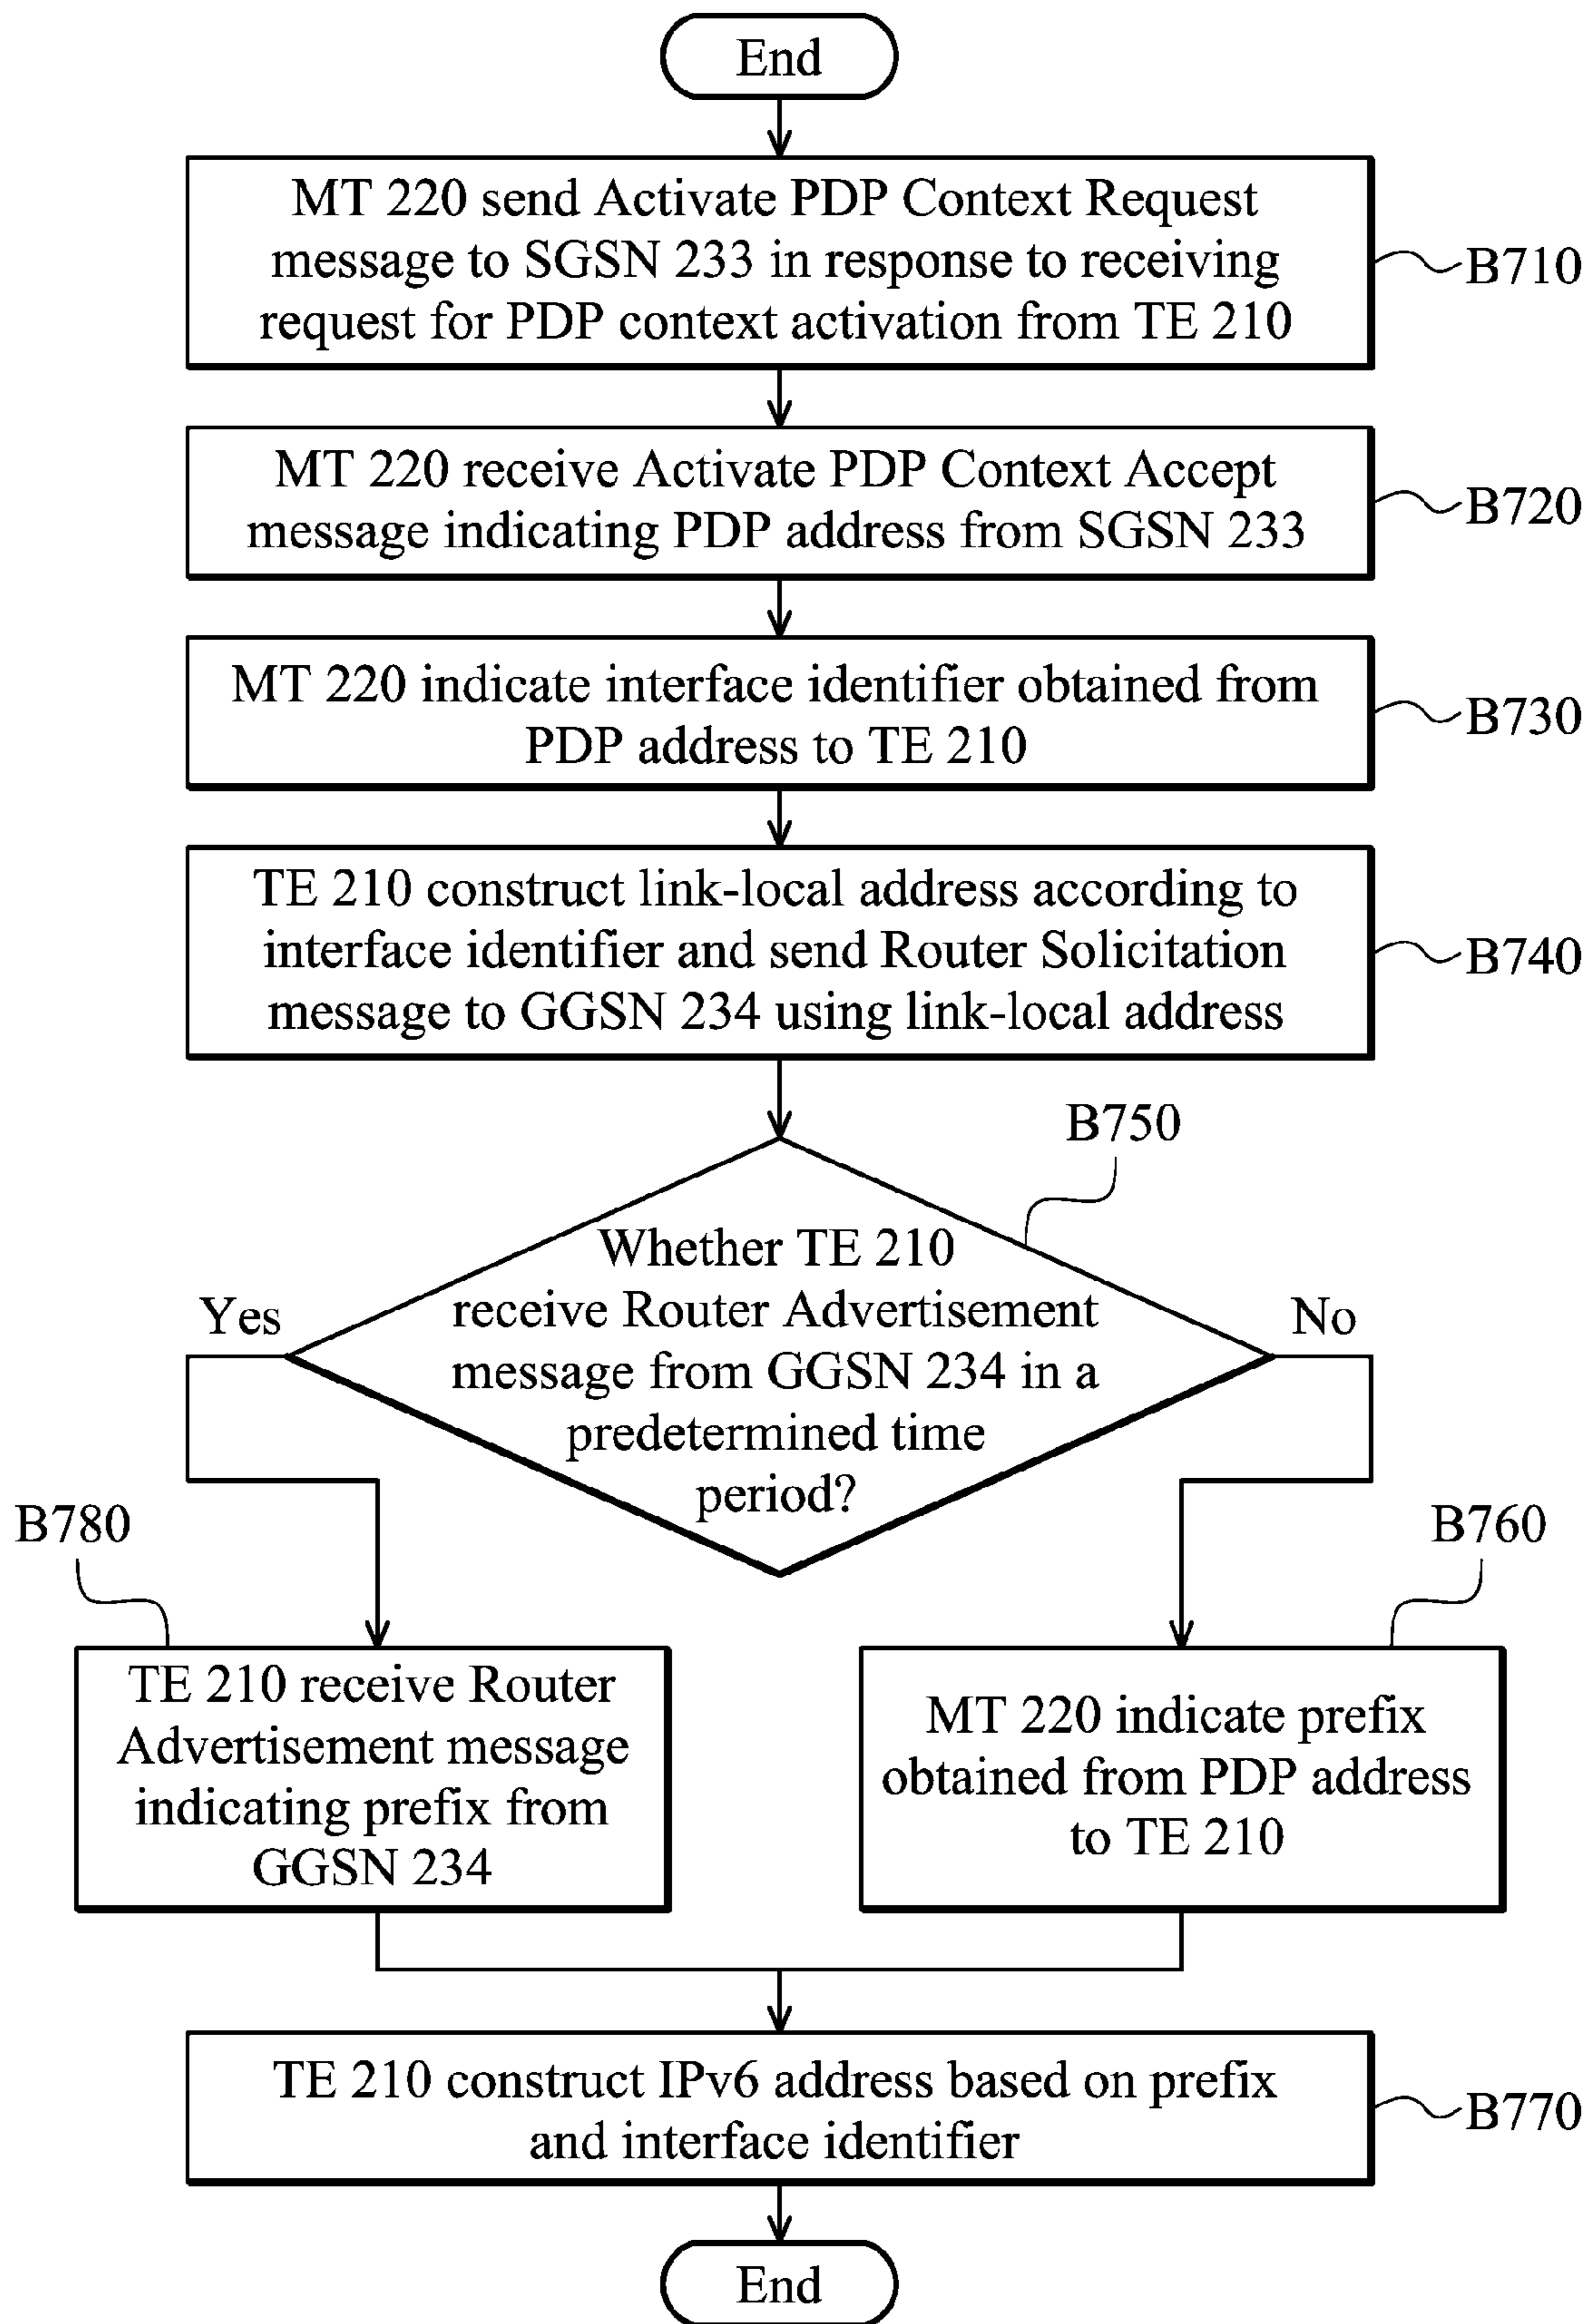 End
MT 220 send Activate PDP Context Request
message to SGSN 233 in response to receiving
request for PDP context activation from TE 210
B710
MT 220 receive Activate PDP Context Accept
message indicating PDP address from SGSN 233
B720
MT 220 indicate interface identifier obtained from
PDP address to TE 210
B730
TE 210 construct link-local address according to
interface identifier and send Router Solicitation
message to GGSN 234 using link-local address
B740
B750
Whether TE 210
receive Router Advertisement
message from GGSN 234 in a
predetermined time
period?
Yes
No
B780
TE 210 receive Router
Advertisement message
indicating prefix from
GGSN 234
B760
MT 220 indicate prefix
obtained from PDP address
to TE 210
TE 210 construct IPv6 address based on prefix
and interface identifier
B770
End